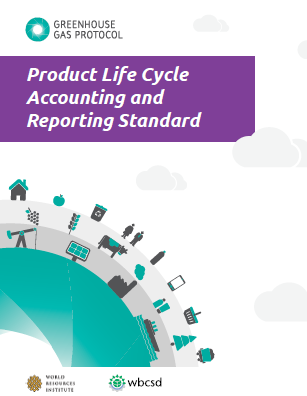 GREENHOUSE
GAS PROTOCOL
Product Life Cycle
Accounting and
Reporting Standard
WORLD
RESOURCES
INSTITUTE
wbcsd